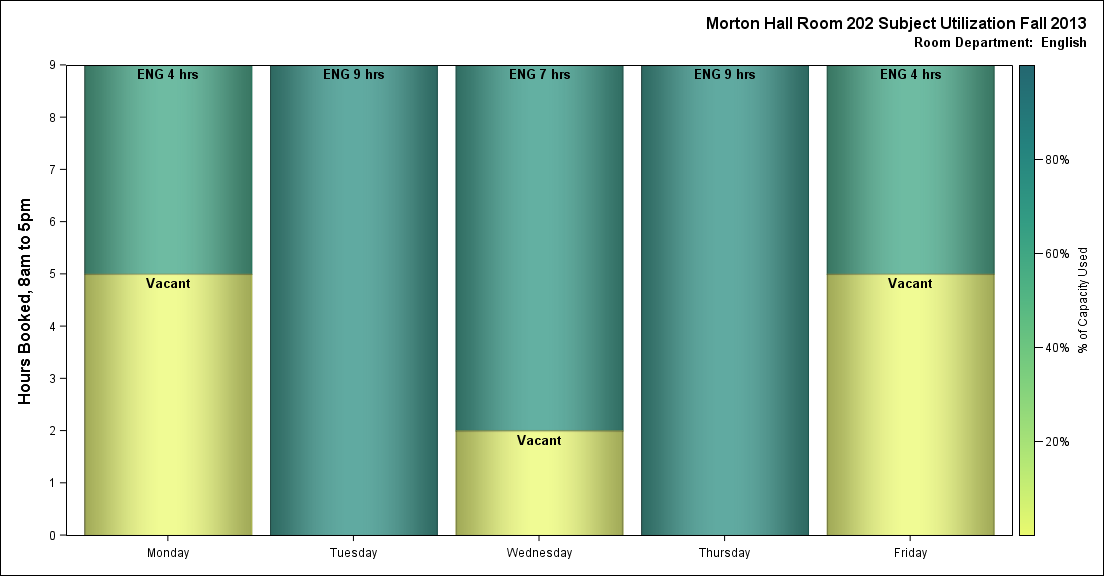 Morton Hall Room 202 Subject Utilization Fall 2013
Room Department:  English
Hours Booked, 8am to 5pm
9
8
7
6
5
4
3
2
1
0
ENG 4 hrs
ENG 9 hrs
ENG 7 hrs
ENG 9 hrs
ENG 4 hrs
Vacant
Vacant
Vacant
Monday
Tuesday
Wednesday
Thursday
Friday
80%
60%
40%
20%
% of Capacity Used